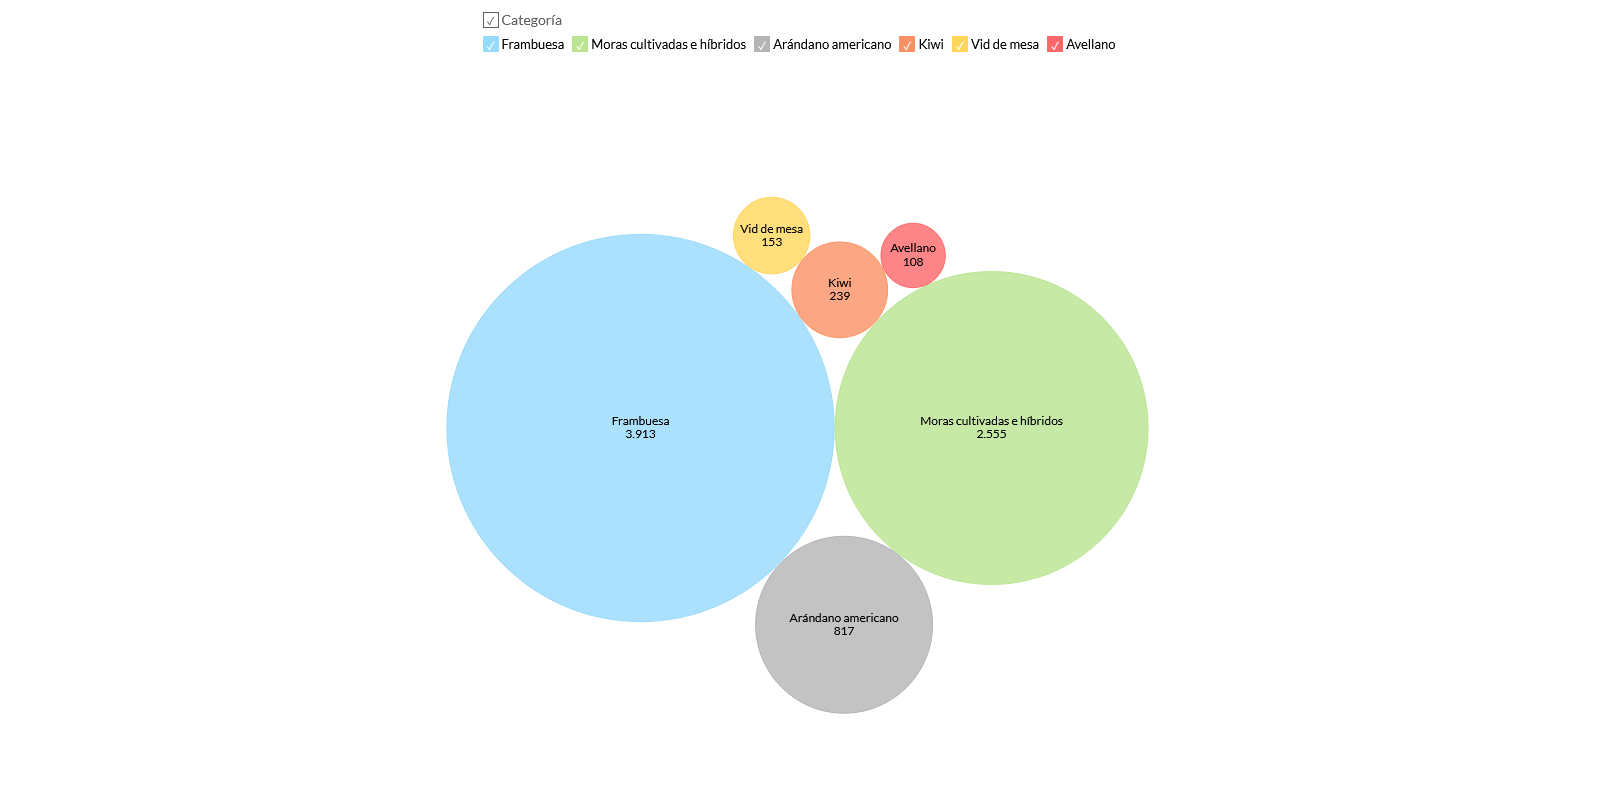 Categoría
Frambuesa Moras cultivadas e híbridos Arándano americano Kiwi Vid de mesa Avellano
Vid de mesa
153
Avellano
108
Kiwi
239
Frambuesa
3.913
Moras cultivadas e híbridos
2.555
Arándano americano
817